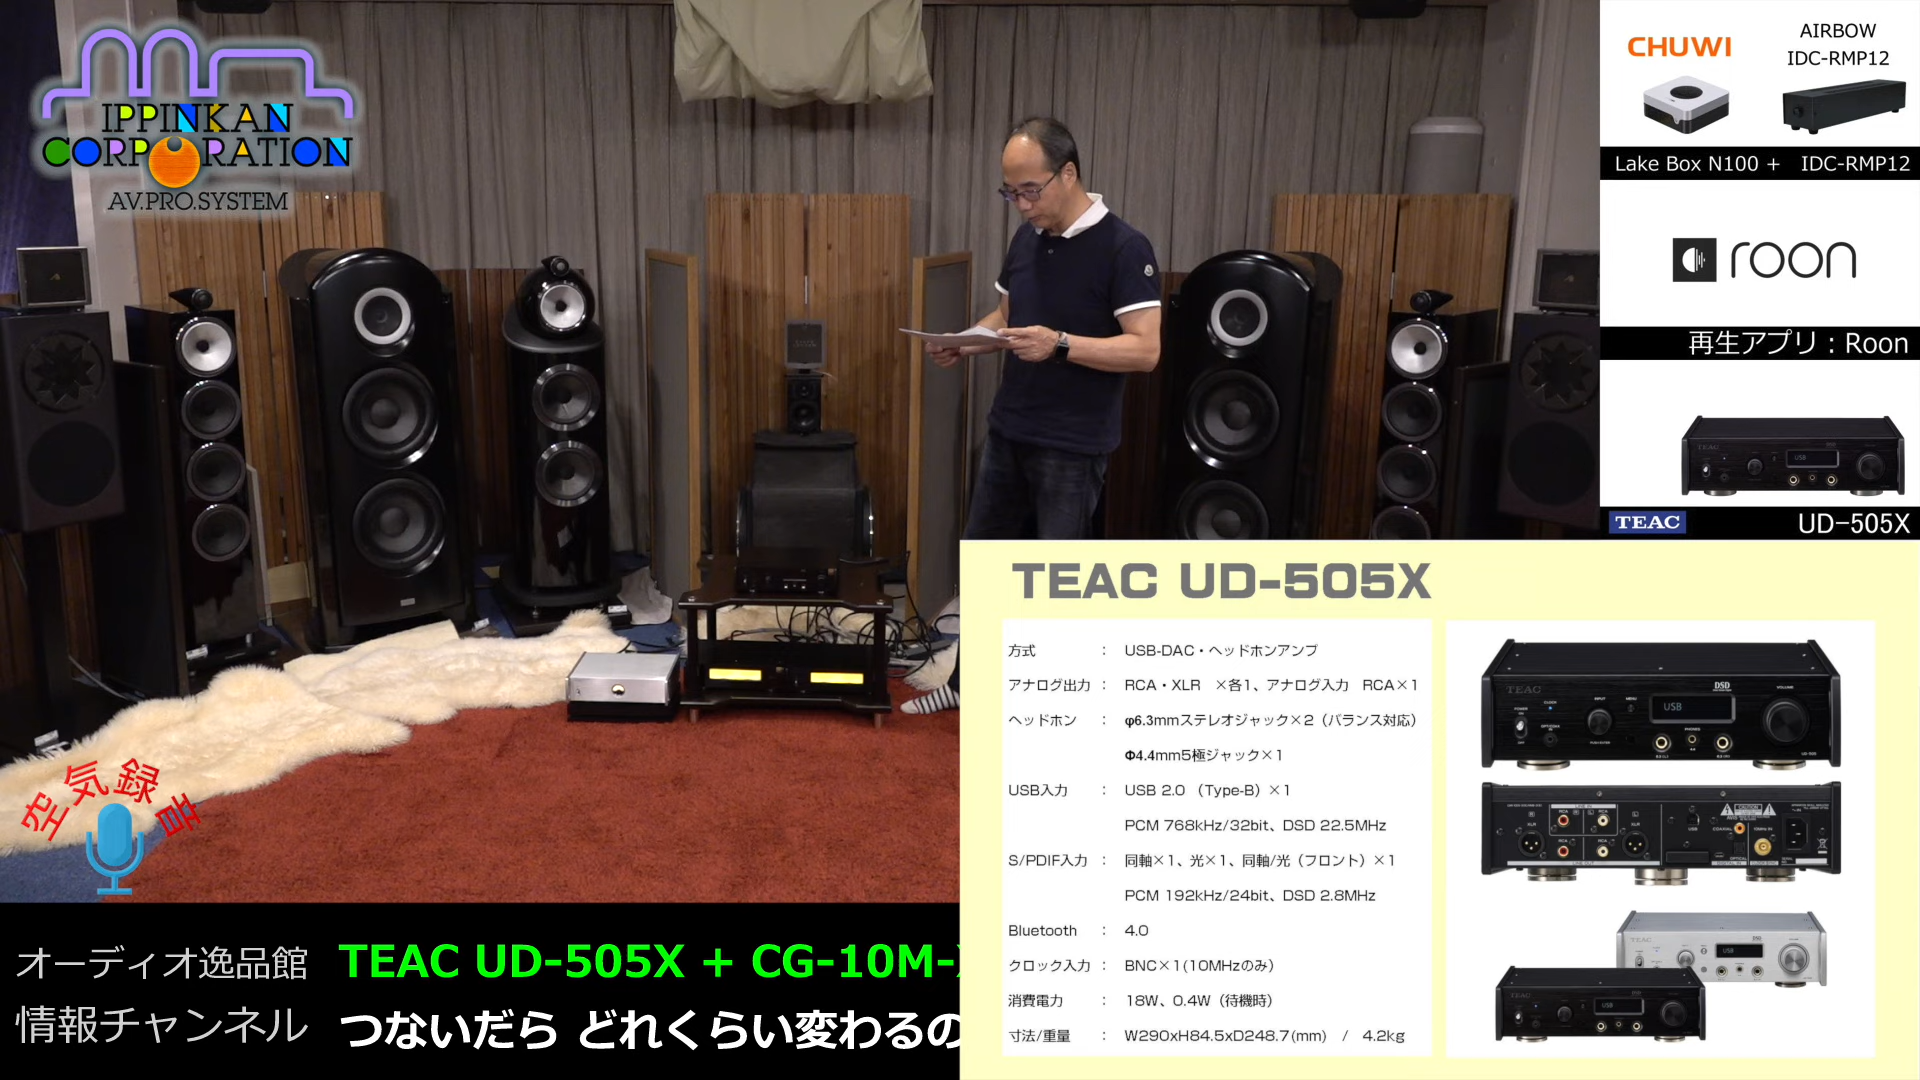 IPPINKAN
CORPORATION
AV.PRO.SYSTEM
CHUWI
AIRBOW
IDC-RMP12
Lake Box N100 + IDC-RMP12
roon
再生アプリ：Roon
TEAC
UD-505X
TEAC UD-505X
方式 ： USB-DAC・ヘッドホンアンプ
アナログ出力 ： RCA・XLR ×各1、アナログ入力 RCA×1
ヘッドホン ： φ6.3mmステレオジャック×2（バランス対応）
Φ4.4mm5極ジャック×1
USB入力 ： USB 2.0 （Type-B）×1
PCM 768kHz/32bit、DSD 22.5MHz
S/PDIF入力 ： 同軸×1、光×1、同軸/光（フロント）×1
PCM 192kHz/24bit、DSD 2.8MHz
Bluetooth ： 4.0
クロック入力 ： BNC×1(10MHzのみ)
消費電力 ： 18W、0.4W（待機時）
寸法/重量 ： W290xH84.5xD248.7(mm) / 4.2kg
TEAC
USB
DSD
空気録音
オーディオ逸品館
情報チャンネル
TEAC UD-505X + CG-10M-
つないだら どれくらい変わるの